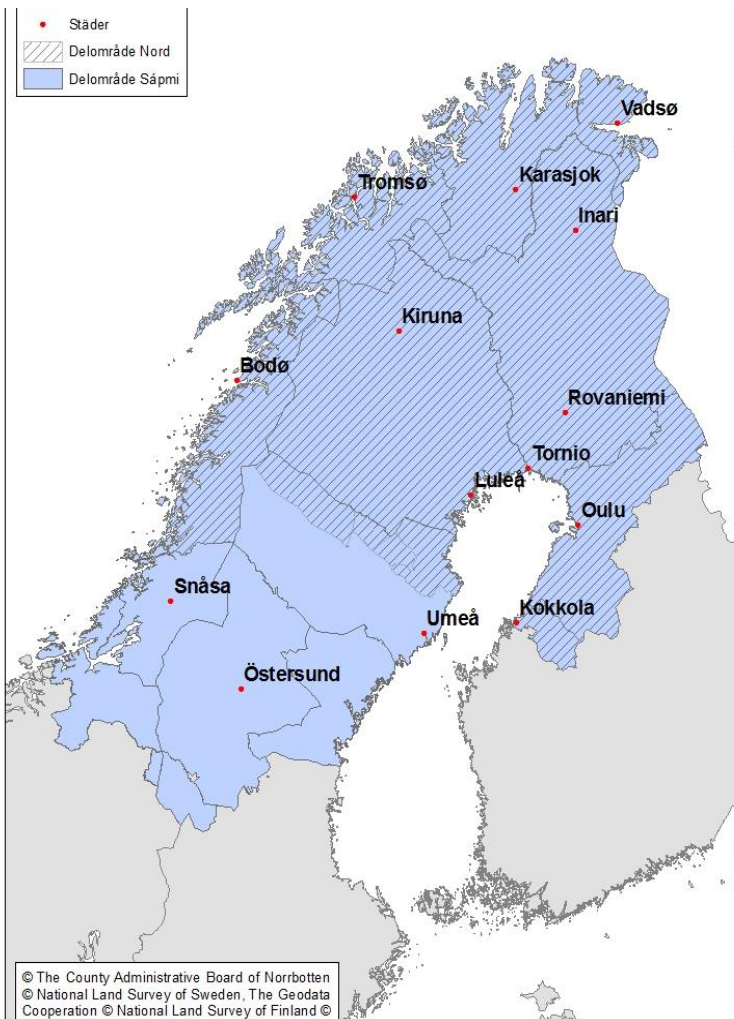 Städer
Delområde Nord
Delområde Sápmi
Vadsø
Tromsø
Karasjok
Inari
Kiruna
Bodø
Rovaniemi
Tornio
Luleå
Oulu
Snåsa
Kokkola
Umeå
Östersund
© The County Administrative Board of Norrbotten
© National Land Survey of Sweden, The Geodata
Cooperation © National Land Survey of Finland ©